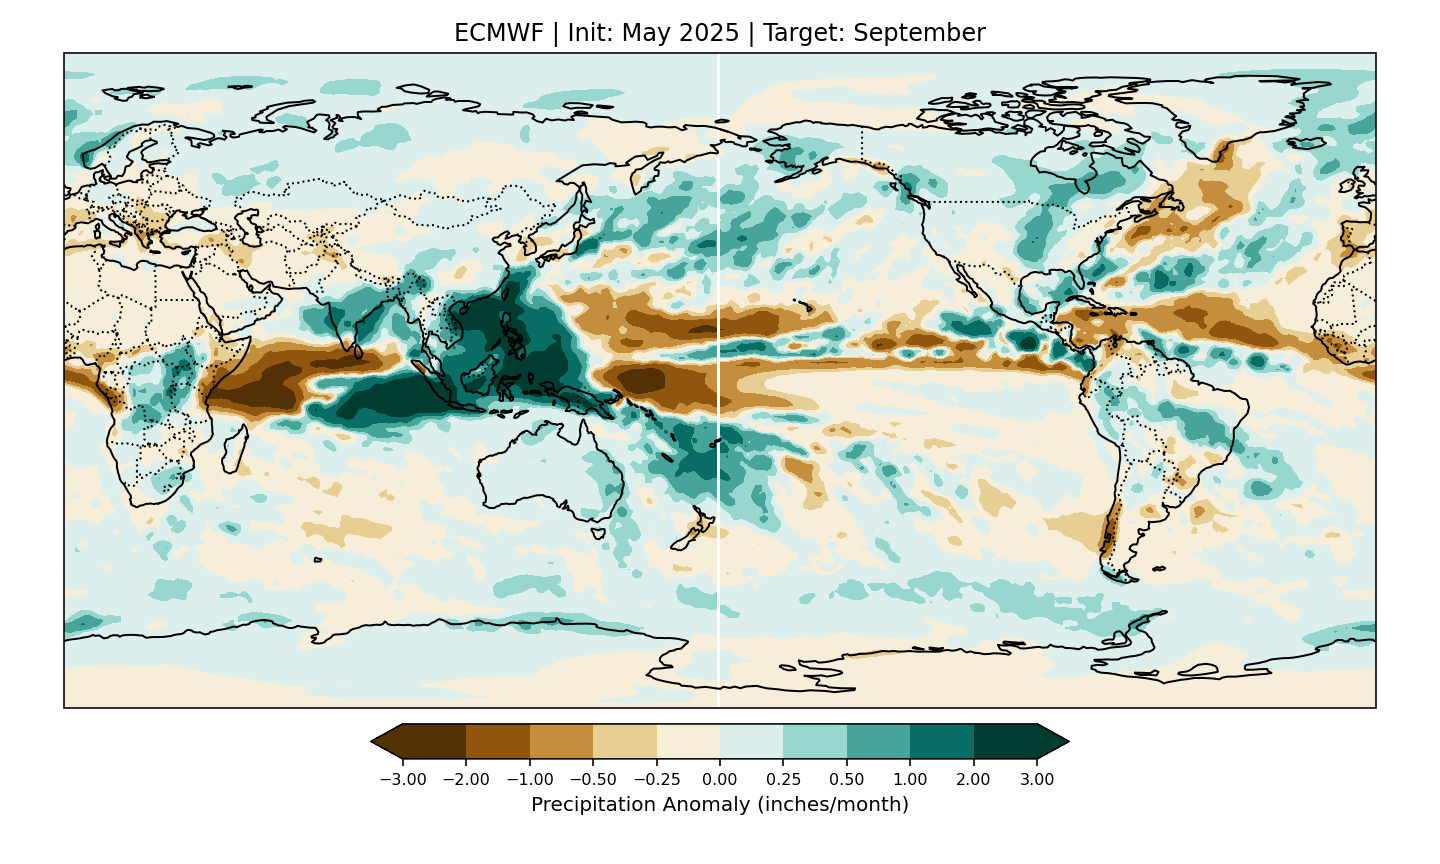 ECMWF | Init: May 2025 | Target: September
−3.00 −2.00 −1.00 −0.50 −0.25 0.00 0.25 0.50 1.00 2.00 3.00
Precipitation Anomaly (inches/month)